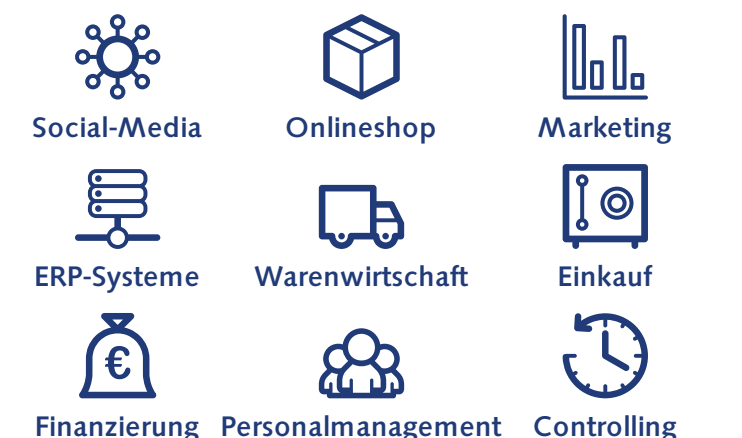 Social-Media
Onlineshop
Marketing
ERP-Systeme
Warenwirtschaft
Einkauf
€
Finanzierung
Personalmanagement
Controlling